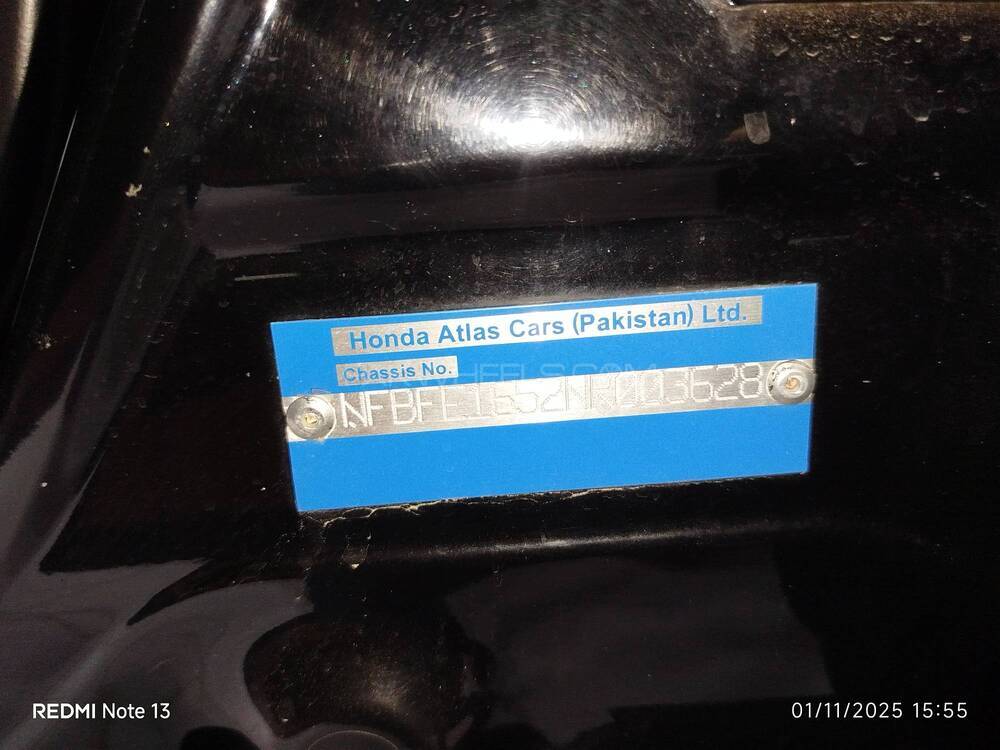 Honda Atlas Cars (Pakistan) Ltd.
Chassis No.
NFBFE1652NR003628
REDMI Note 13
01/11/2025 15:55